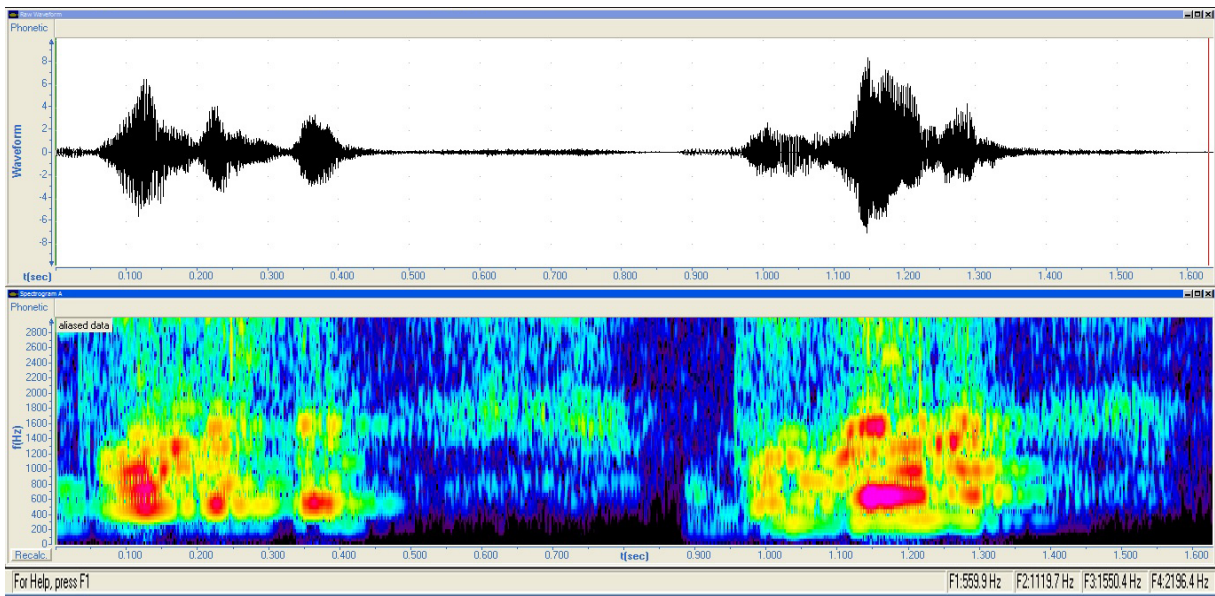 Raw Waveform
Phonetic
8
6
4
2
0
-2
-4
-6
-8
Waveform
t(sec) 0.100 0.200 0.300 0.400 0.500 0.600 0.700 0.800 0.900 1.000 1.100 1.200 1.300 1.400 1.500 1.600
Spectrogram A
Phonetic
aliased data
2800
2600
2400
2200
2000
1800
1600
1400
1200
1000
800
600
400
200
0
f(Hz)
Recalc. 0.100 0.200 0.300 0.400 0.500 0.600 0.700 t(sec) 0.900 1.000 1.100 1.200 1.300 1.400 1.500 1.600
For Help, press F1 F1:559.9 Hz F2:1119.7 Hz F3:1550.4 Hz F4:2196.4 Hz